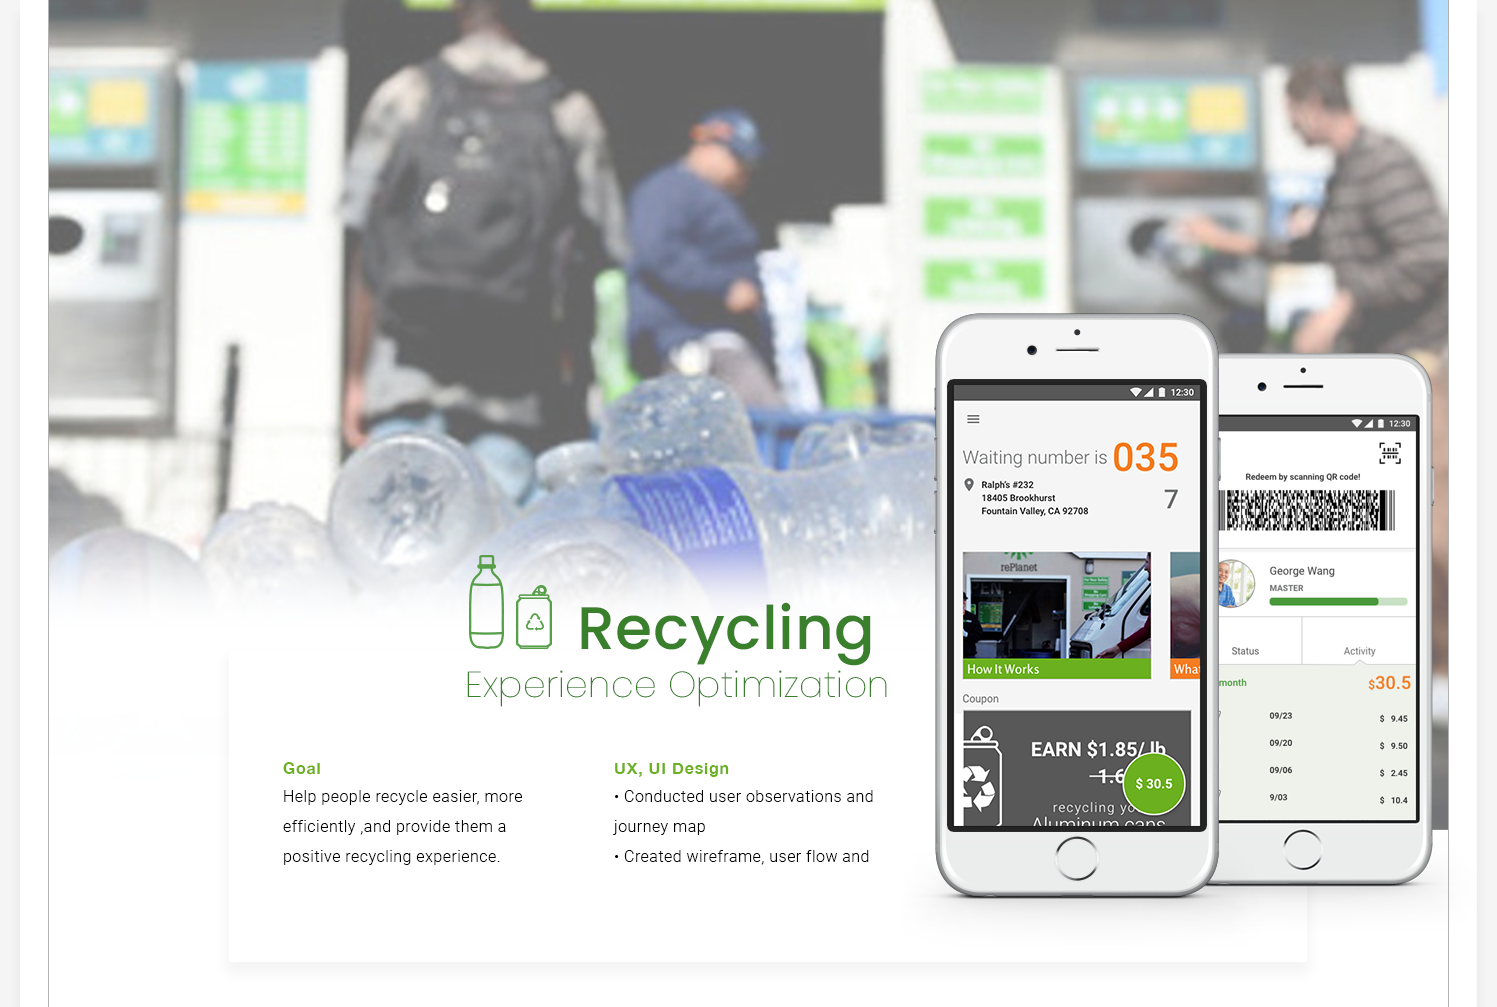 Recycling
Experience Optimization
Goal
Help people recycle easier, more
efficiently ,and provide them a
positive recycling experience.
UX, UI Design
• Conducted user observations and
journey map
• Created wireframe, user flow and
12:30
Waiting number is 035
Ralph's #232
18405 Brookhurst
Fountain Valley, CA 92708
7
rePlanet
How It Works
Coupon
EARN $1.85/ lb
$ 30.5
recycling
Aluminum cans
12:30
Redeem by scanning QR code!
George Wang
MASTER
Status
Activity
month
$30.5
09/23
$ 9.45
09/20
$ 9.50
09/06
$ 2.45
9/03
$ 10.4